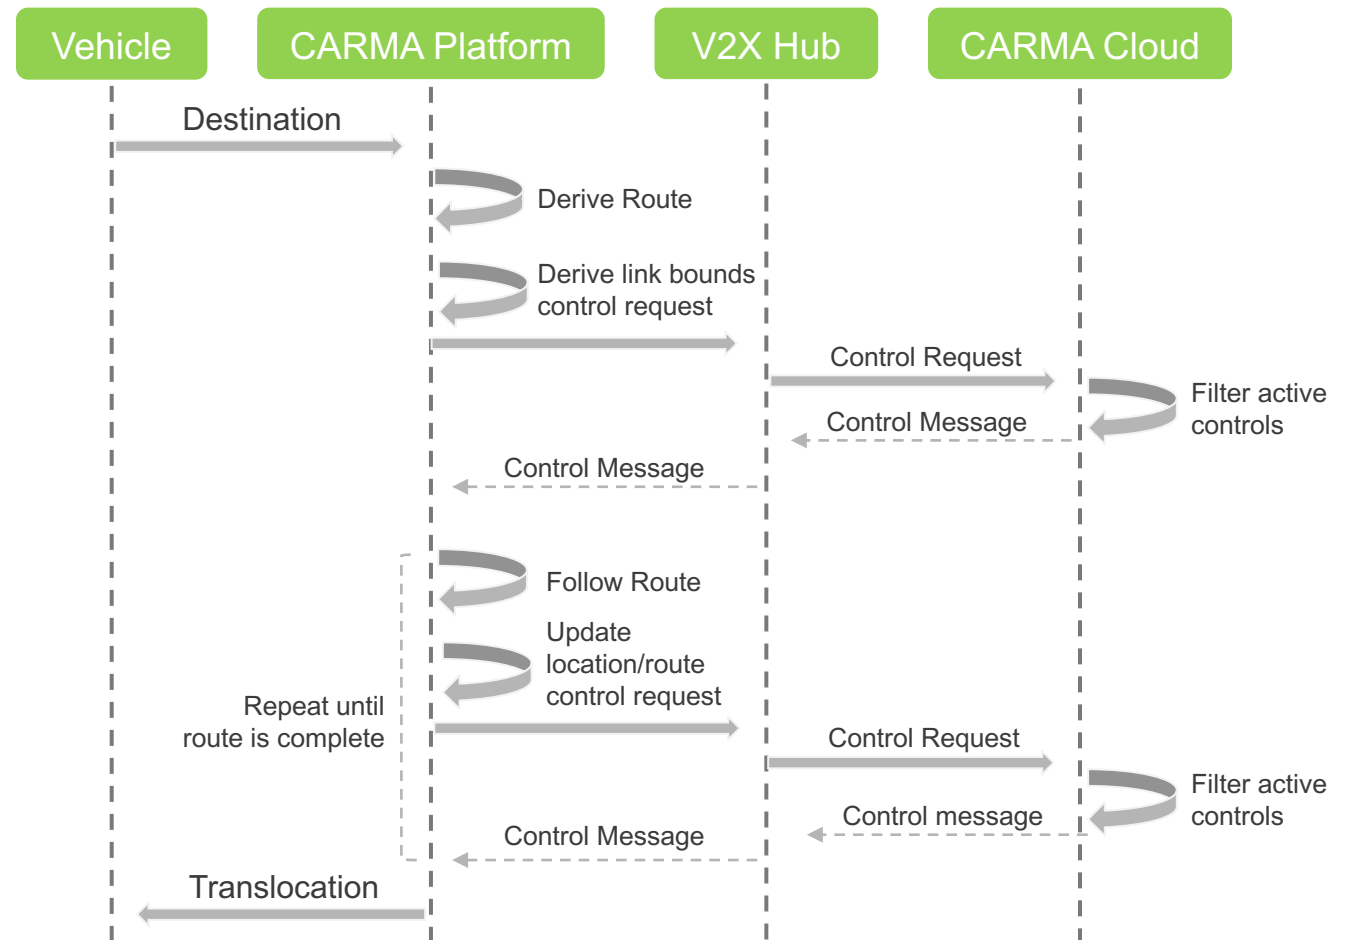 Vehicle
CARMA Platform
V2X Hub
CARMA Cloud
Destination
Derive Route
Derive link bounds
control request
Control Request
Filter active
controls
Control Message
Control Message
Follow Route
Update
location/route
control request
Repeat until
route is complete
Control Request
Filter active
controls
Control message
Control Message
Translocation